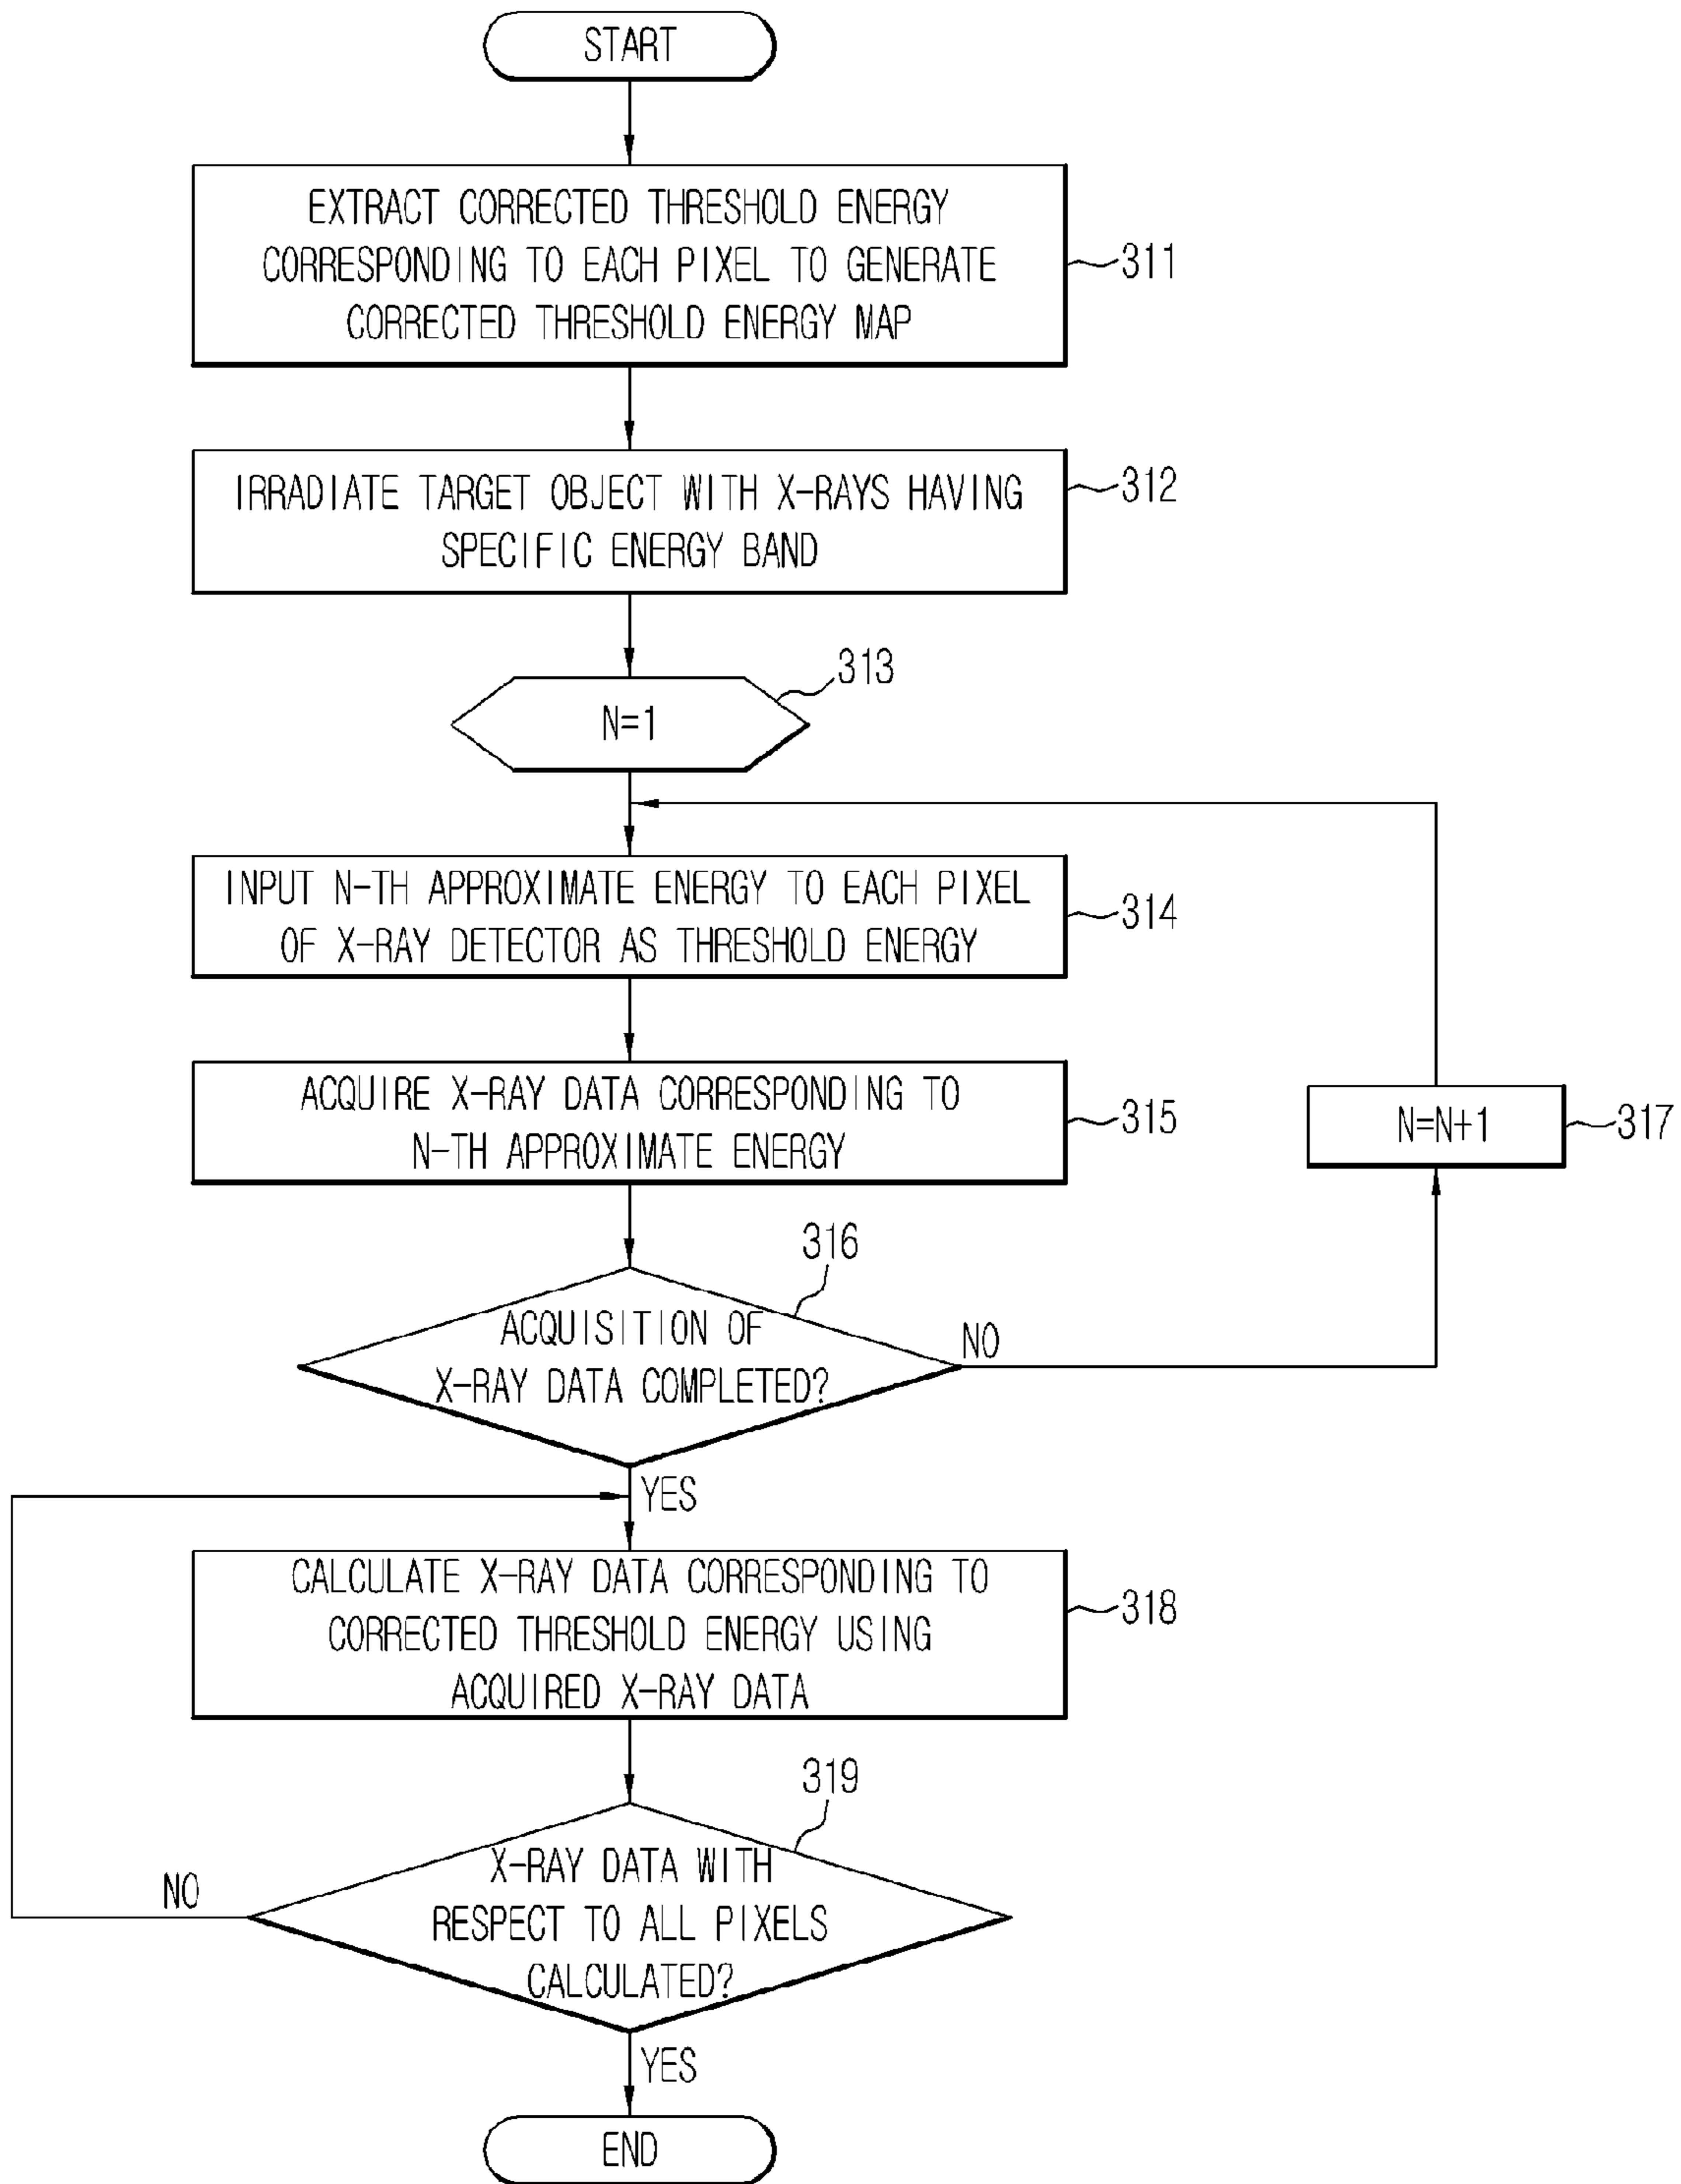 START
EXTRACT CORRECTED THRESHOLD ENERGY
CORRESPONDING TO EACH PIXEL TO GENERATE
CORRECTED THRESHOLD ENERGY MAP
311
IRRADIATE TARGET OBJECT WITH X-RAYS HAVING
SPECIFIC ENERGY BAND
312
313
N=1
INPUT N-TH APPROXIMATE ENERGY TO EACH PIXEL
OF X-RAY DETECTOR AS THRESHOLD ENERGY
314
ACQUIRE X-RAY DATA CORRESPONDING TO
N-TH APPROXIMATE ENERGY
315
N=N+1
317
316
ACQUISITION OF
X-RAY DATA COMPLETED?
NO
YES
CALCULATE X-RAY DATA CORRESPONDING TO
CORRECTED THRESHOLD ENERGY USING
ACQUIRED X-RAY DATA
318
319
X-RAY DATA WITH
RESPECT TO ALL PIXELS
CALCULATED?
NO
YES
END